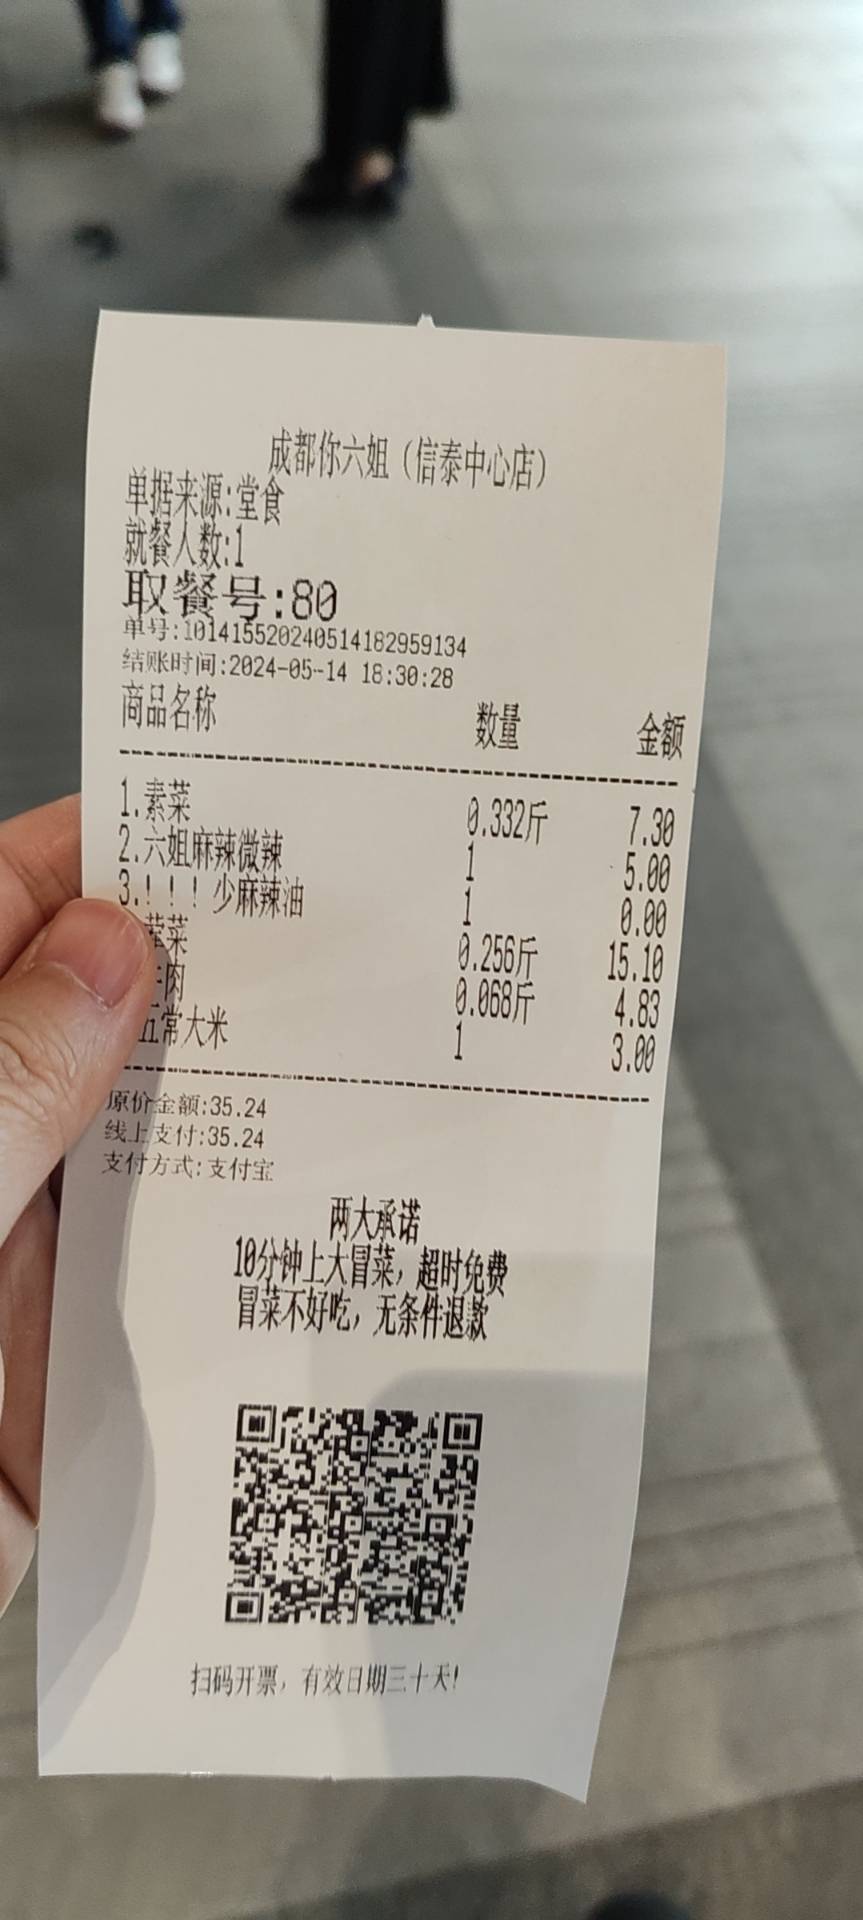 成都你六姐（信泰中心店）
单据来源:堂食
就餐人数:1
取餐号:80
单号:10141552024051418295​9134
结账时间:2024-05-14 18:30:28
商品名称 数量 金额
1.素菜 0.332斤 7.30
2.六姐麻辣微辣 1 5.00
3.！！！少麻辣油 1 0.00
荤菜 0.256斤 15.10
牛肉 0.068斤 4.83
五常大米 1 3.00
原价金额:35.24
线上支付:35.24
支付方式:支付宝
两大承诺
10分钟上大冒菜，超时免费
冒菜不好吃，无条件退款
扫码开票，有效日期三十天!